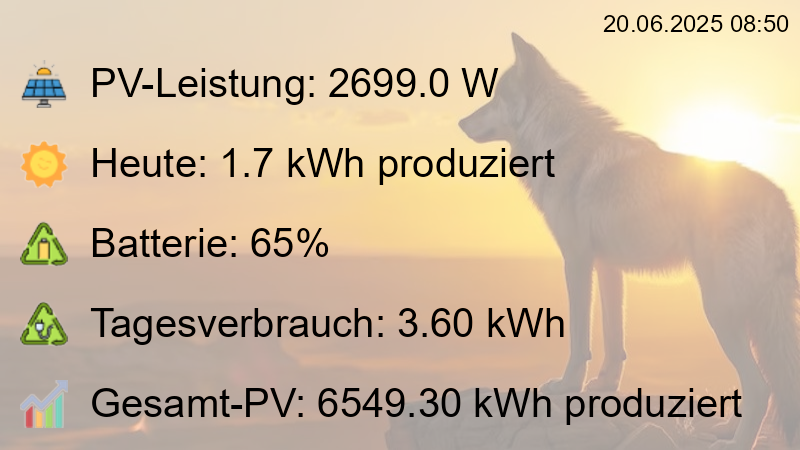 20.06.2025 08:50
PV-Leistung: 2699.0 W
Heute: 1.7 kWh produziert
Batterie: 65%
Tagesverbrauch: 3.60 kWh
Gesamt-PV: 6549.30 kWh produziert